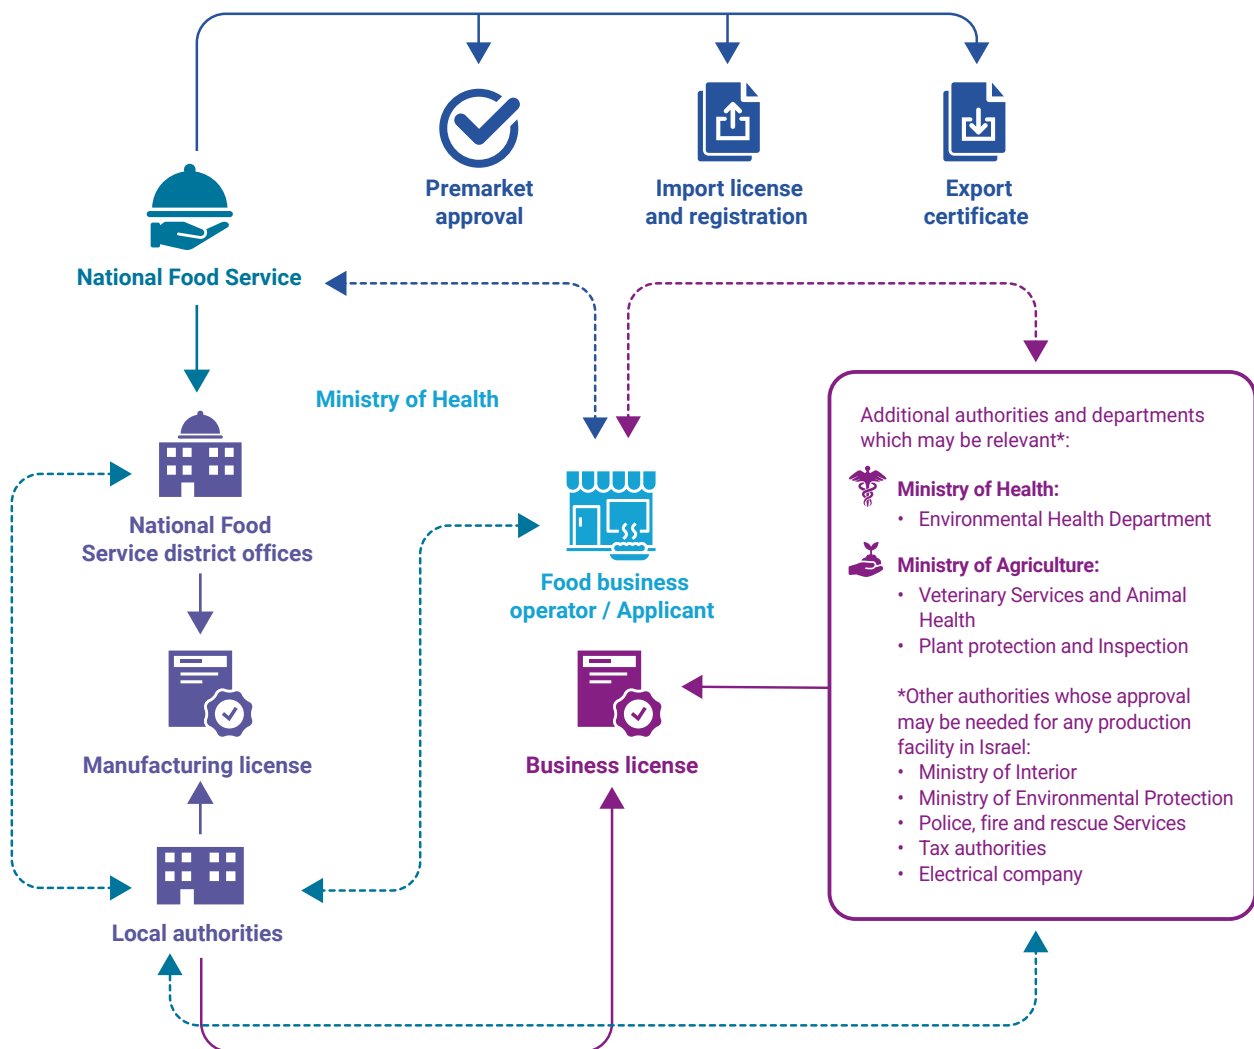 Premarket
approval
Import license
and registration
Export
certificate
National Food Service
Ministry of Health
National Food
Service district offices
Food business
operator / Applicant
Manufacturing license
Business license
Local authorities
Additional authorities and departments
which may be relevant*:
Ministry of Health:
• Environmental Health Department
Ministry of Agriculture:
• Veterinary Services and Animal
Health
• Plant protection and Inspection
*Other authorities whose approval
may be needed for any production
facility in Israel:
• Ministry of Interior
• Ministry of Environmental Protection
• Police, fire and rescue Services
• Tax authorities
• Electrical company